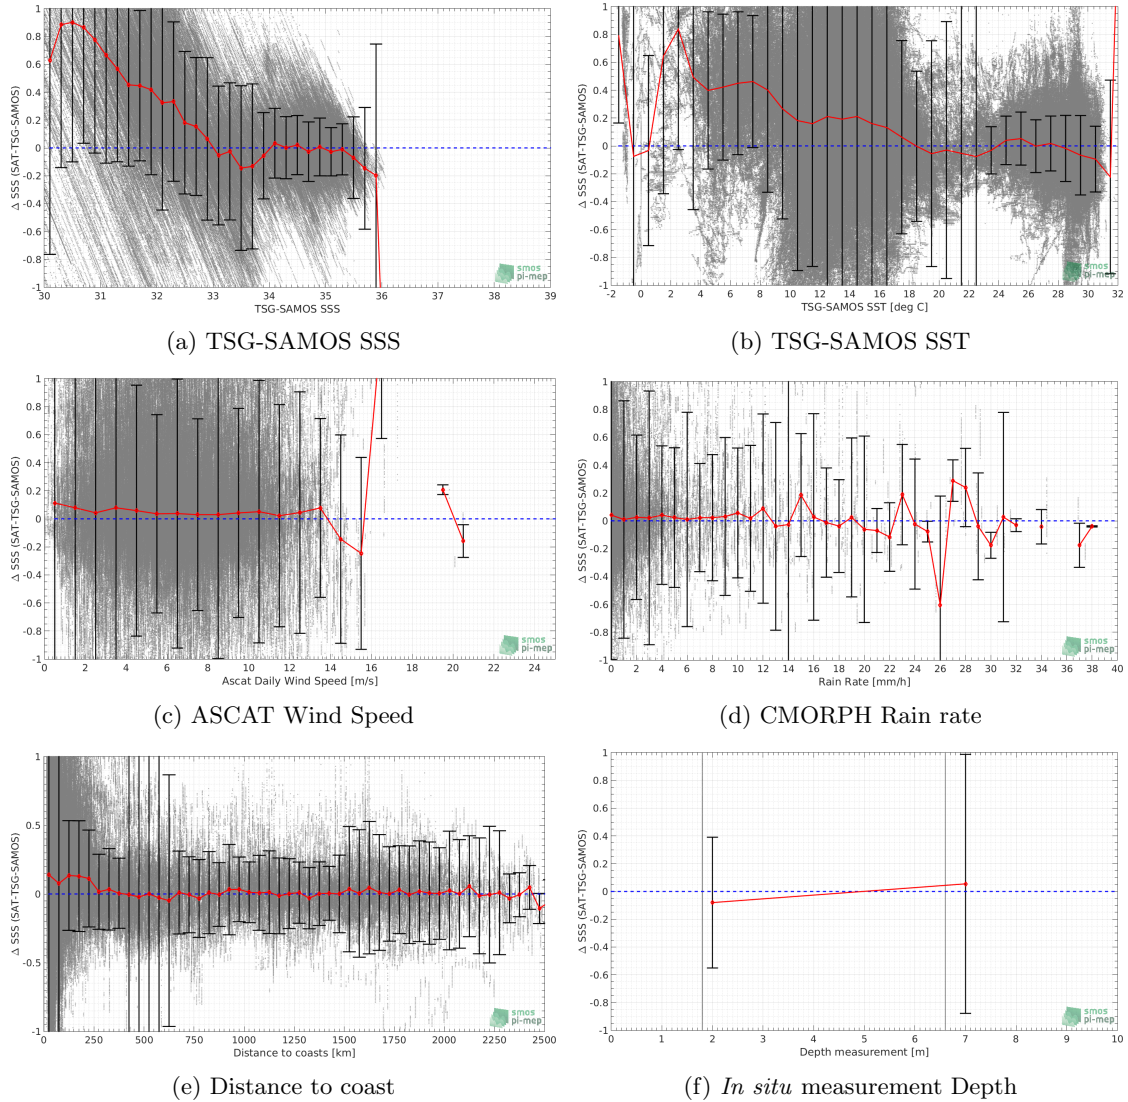 1
0.8
0.6
0.4
0.2
0
-0.2
-0.4
-0.6
-0.8
-1
Δ SSS (SAT-TSG-SAMOS)
30 31 32 33 34 35 36 37 38 39
TSG-SAMOS SSS
smos
pi-mep
(a) TSG-SAMOS SSS
1
0.8
0.6
0.4
0.2
0
-0.2
-0.4
-0.6
-0.8
-1
Δ SSS (SAT-TSG-SAMOS)
-2 0 2 4 6 8 10 12 14 16 18 20 22 24 26 28 30 32
TSG-SAMOS SST [deg C]
smos
pi-mep
(b) TSG-SAMOS SST
1
0.8
0.6
0.4
0.2
0
-0.2
-0.4
-0.6
-0.8
-1
Δ SSS (SAT-TSG-SAMOS)
0 2 4 6 8 10 12 14 16 18 20 22 24
Ascat Daily Wind Speed [m/s]
smos
pi-mep
(c) ASCAT Wind Speed
1
0.8
0.6
0.4
0.2
0
-0.2
-0.4
-0.6
-0.8
-1
Δ SSS (SAT-TSG-SAMOS)
0 2 4 6 8 10 12 14 16 18 20 22 24 26 28 30 32 34 36 38 40
Rain Rate [mm/h]
smos
pi-mep
(d) CMORPH Rain rate
1
0.5
0
-0.5
-1
Δ SSS (SAT-TSG-SAMOS)
0 250 500 750 1000 1250 1500 1750 2000 2250 2500
Distance to coasts [km]
smos
pi-mep
(e) Distance to coast
1
0.8
0.6
0.4
0.2
0
-0.2
-0.4
-0.6
-0.8
-1
Δ SSS (SAT-TSG-SAMOS)
0 1 2 3 4 5 6 7 8 9 10
Depth measurement [m]
smos
pi-mep
(f) In situ measurement Depth